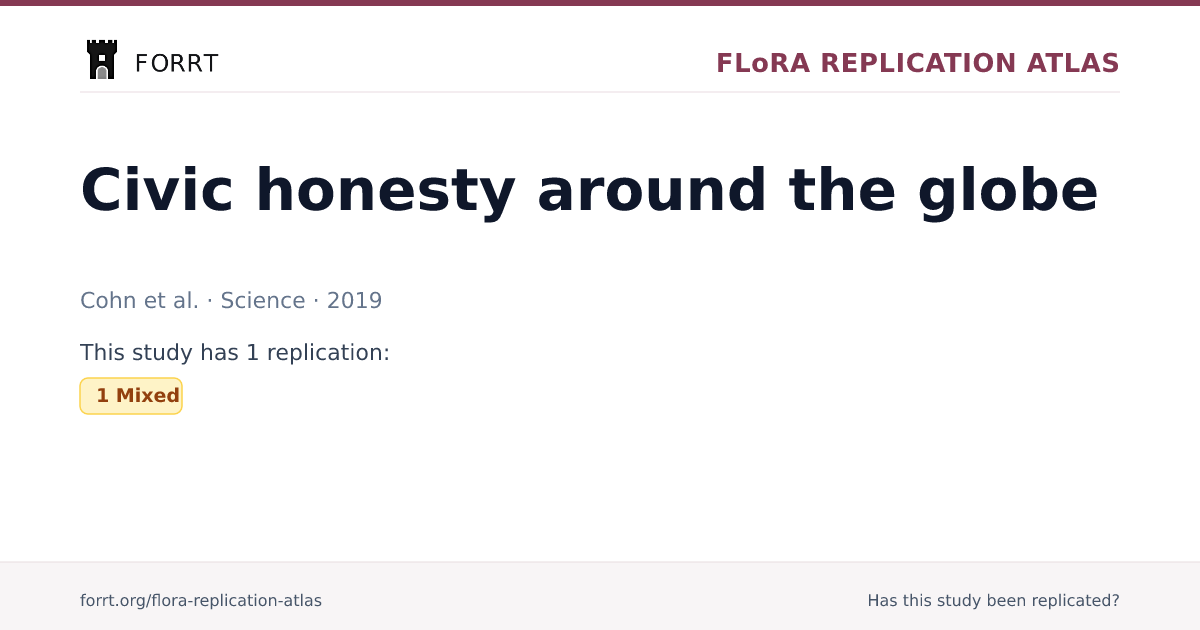 FORRT
FLoRA REPLICATION ATLAS
Civic honesty around the globe
Cohn et al. · Science · 2019
This study has 1 replication:
1 Mixed
forrt.org/flora-replication-atlas
Has this study been replicated?